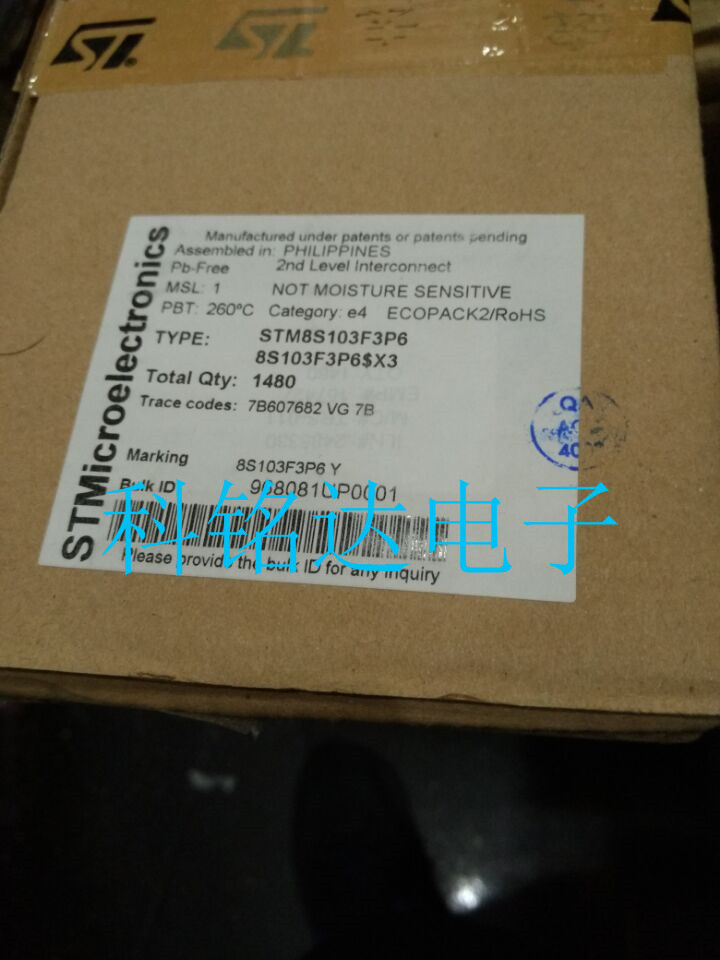 ST
ST
Manufactured under patents or patents pending
Assembled in: PHILIPPINES
Pb-Free 2nd Level Interconnect
MSL: 1 NOT MOISTURE SENSITIVE
PBT: 260ºC Category: e4 ECOPACK2/RoHS
TYPE: STM8S103F3P6
8S103F3P6$X3
Total Qty: 1480
Trace codes: 7B607682 VG 7B
Marking 8S103F3P6 Y
Bulk ID
Please provide the bulk ID for any inquiry
STMicroelectronics
科铭达电子